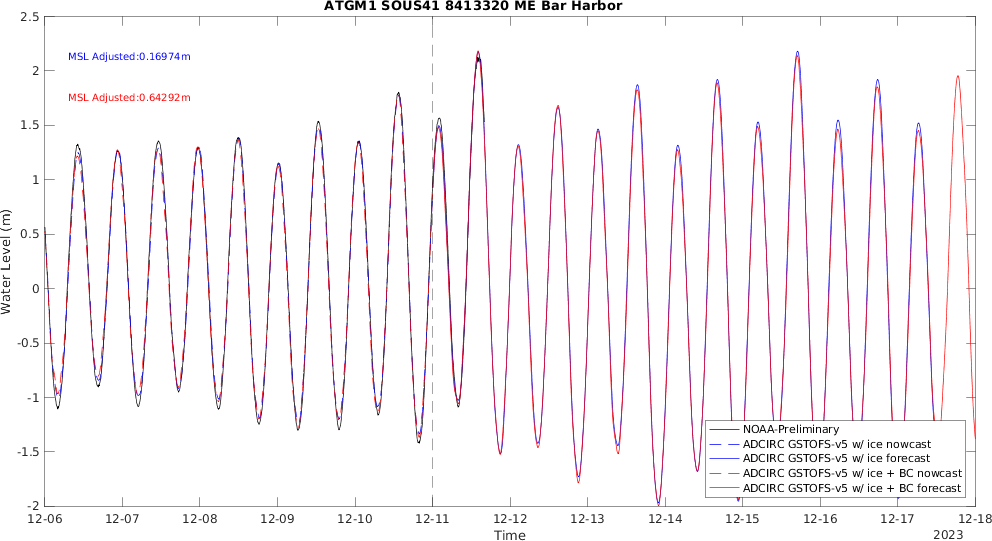 ATGM1 SOUS41 8413320 ME Bar Harbor
2.5
MSL Adjusted:0.16974m
2
MSL Adjusted:0.64292m
1.5
1
0.5
0
-0.5
-1
-1.5
-2
Water Level (m)
NOAA-Preliminary
ADCIRC GSTOFS-v5 w/ ice nowcast
ADCIRC GSTOFS-v5 w/ ice forecast
ADCIRC GSTOFS-v5 w/ ice + BC nowcast
ADCIRC GSTOFS-v5 w/ ice + BC forecast
12-06 12-07 12-08 12-09 12-10 12-11 12-12 12-13 12-14 12-15 12-16 12-17 12-18
Time
2023